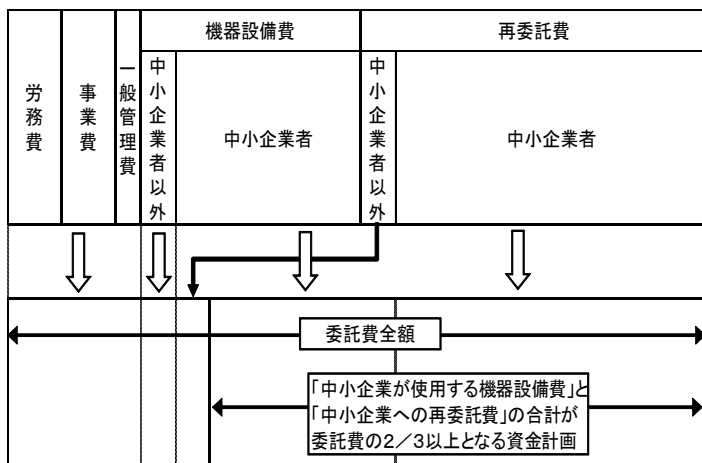 機器設備費
再委託費
労務費
事業費
一般管理費
中小企業者以外
中小企業者
中小企業者以外
中小企業者
委託費全額
「中小企業が使用する機器設備費」と
「中小企業への再委託費」の合計が
委託費の2／3以上となる資金計画